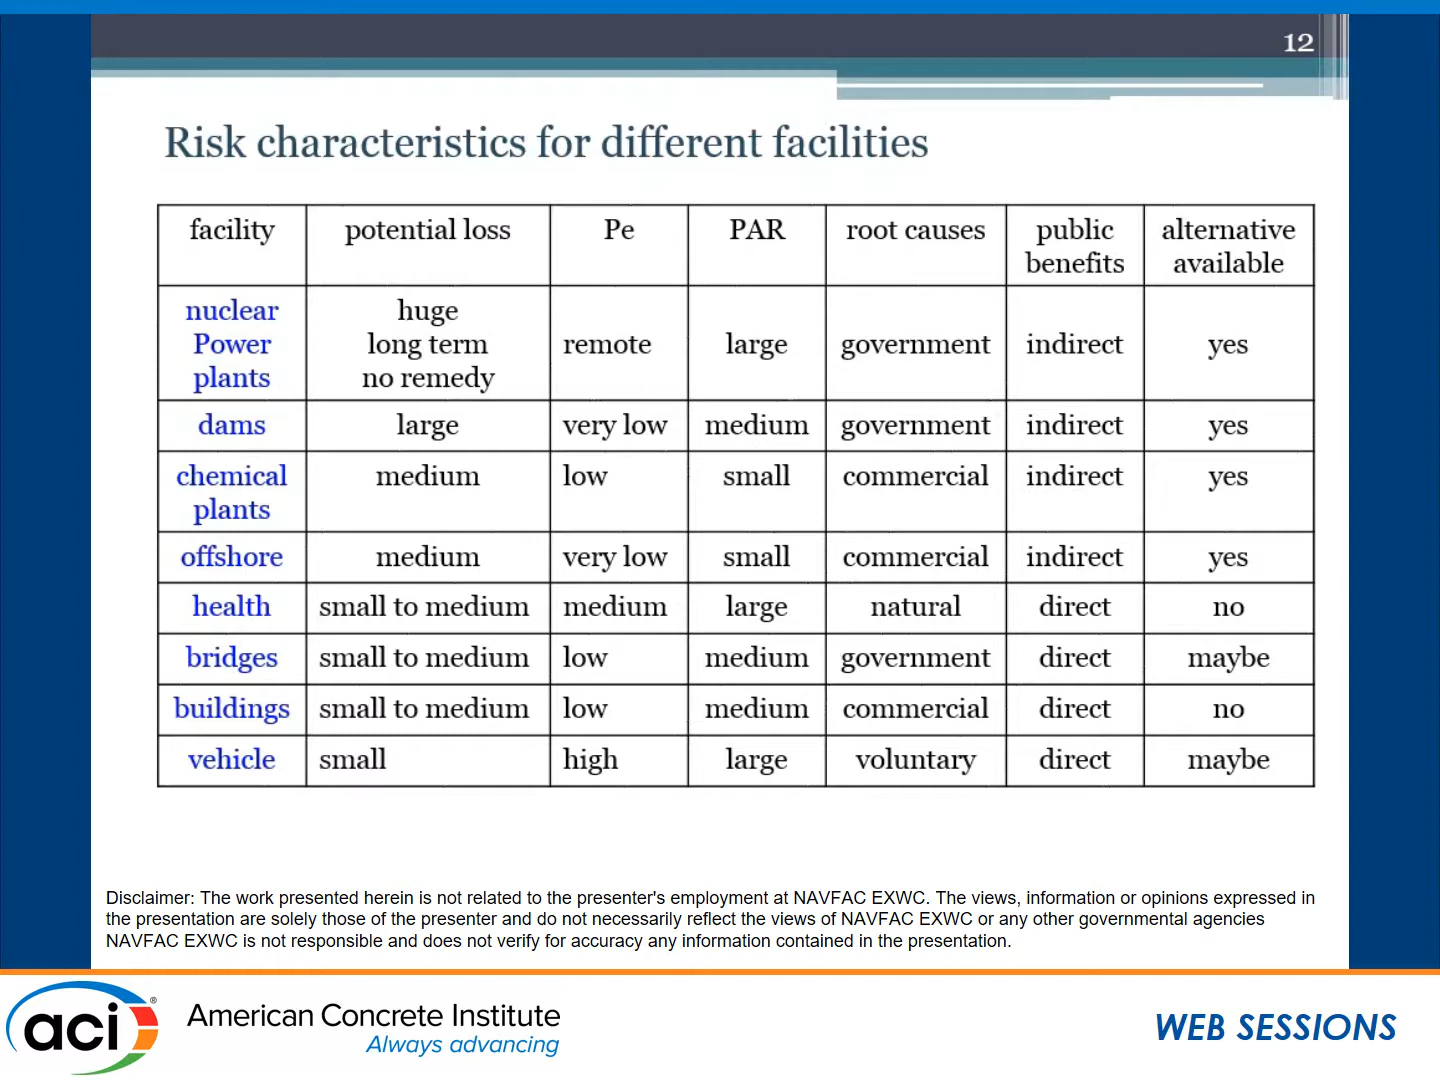 12
Risk characteristics for different facilities
facility potential loss Pe PAR root causes public benefits alternative available
nuclear Power plants huge long term no remedy remote large government indirect yes
dams large very low medium government indirect yes
chemical plants medium low small commercial indirect yes
offshore medium very low small commercial indirect yes
health small to medium medium large natural direct no
bridges small to medium low medium government direct maybe
buildings small to medium low medium commercial direct no
vehicle small high large voluntary direct maybe
Disclaimer: The work presented herein is not related to the presenter's employment at NAVFAC EXWC. The views, information or opinions expressed in
the presentation are solely those of the presenter and do not necessarily reflect the views of NAVFAC EXWC or any other governmental agencies
NAVFAC EXWC is not responsible and does not verify for accuracy any information contained in the presentation.
aci®
American Concrete Institute
Always advancing
WEB SESSIONS